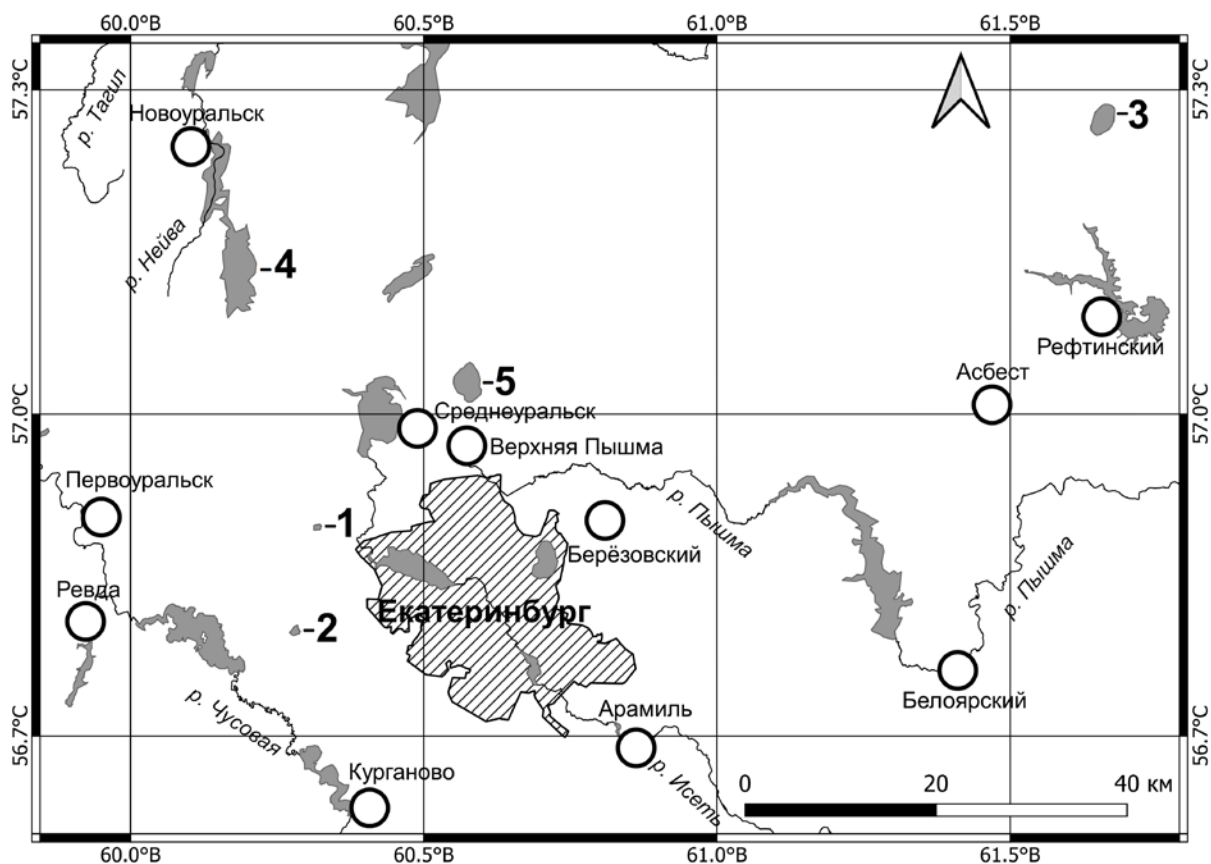 60.0°В 60.5°В 61.0°В 61.5°В
57.3°С 57.3°С
р. Тагил
Новоуральск
3
р. Нейва
4
Рефтинский
5
Асбест
57.0°С 57.0°С
Среднеуральск
Верхняя Пышма
Первоуральск
р. Пышма
1
Берёзовский
р. Пышма
Ревда
Екатеринбург
2
Белоярский
р. Чусовая
Арамиль
56.7°С 56.7°С
Курганово
р. Исеть
0 20 40 км
60.0°В 60.5°В 61.0°В 61.5°В